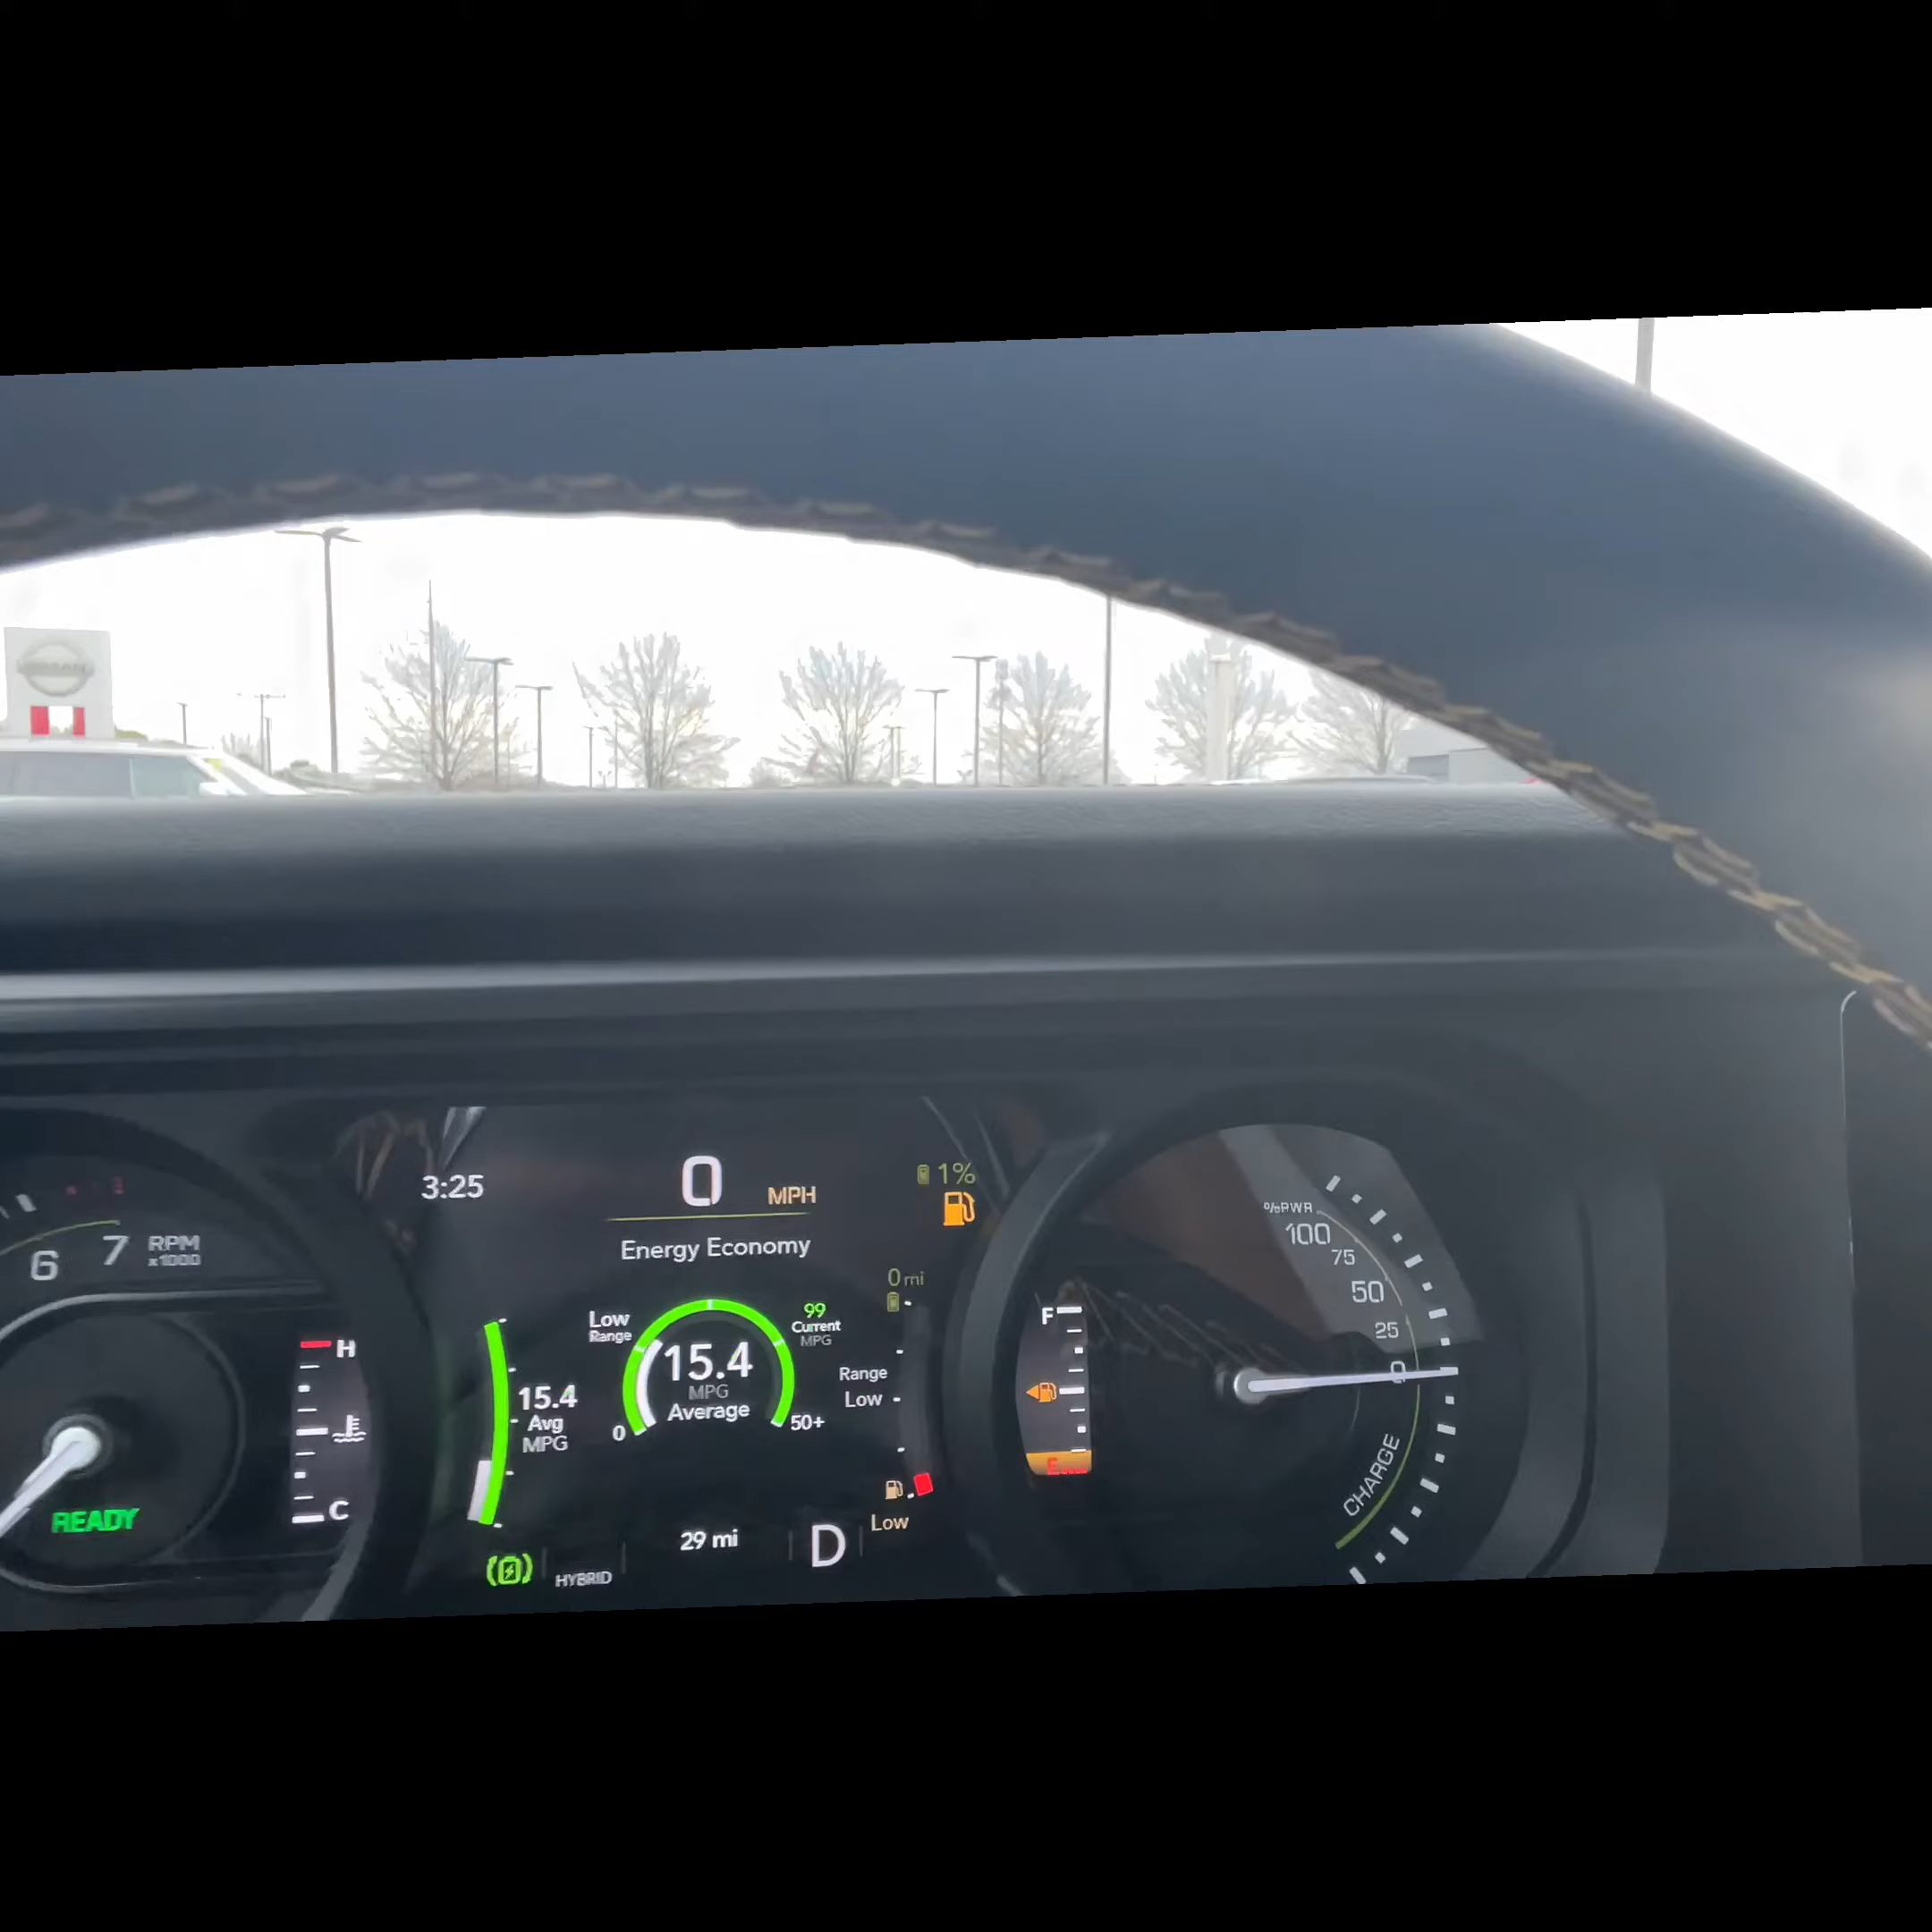 NISSAN
3:25
0 MPH
1%
Energy Economy
6 7 RPM
x1000
H
C
READY
15.4
Avg
MPG
Low
Range
99
Current
MPG
15.4
MPG
Average
0
50+
0 mi
Range
Low
Low
HYBRID
29 mi
D
F
E
%PWR
100
75
50
25
0
CHARGE